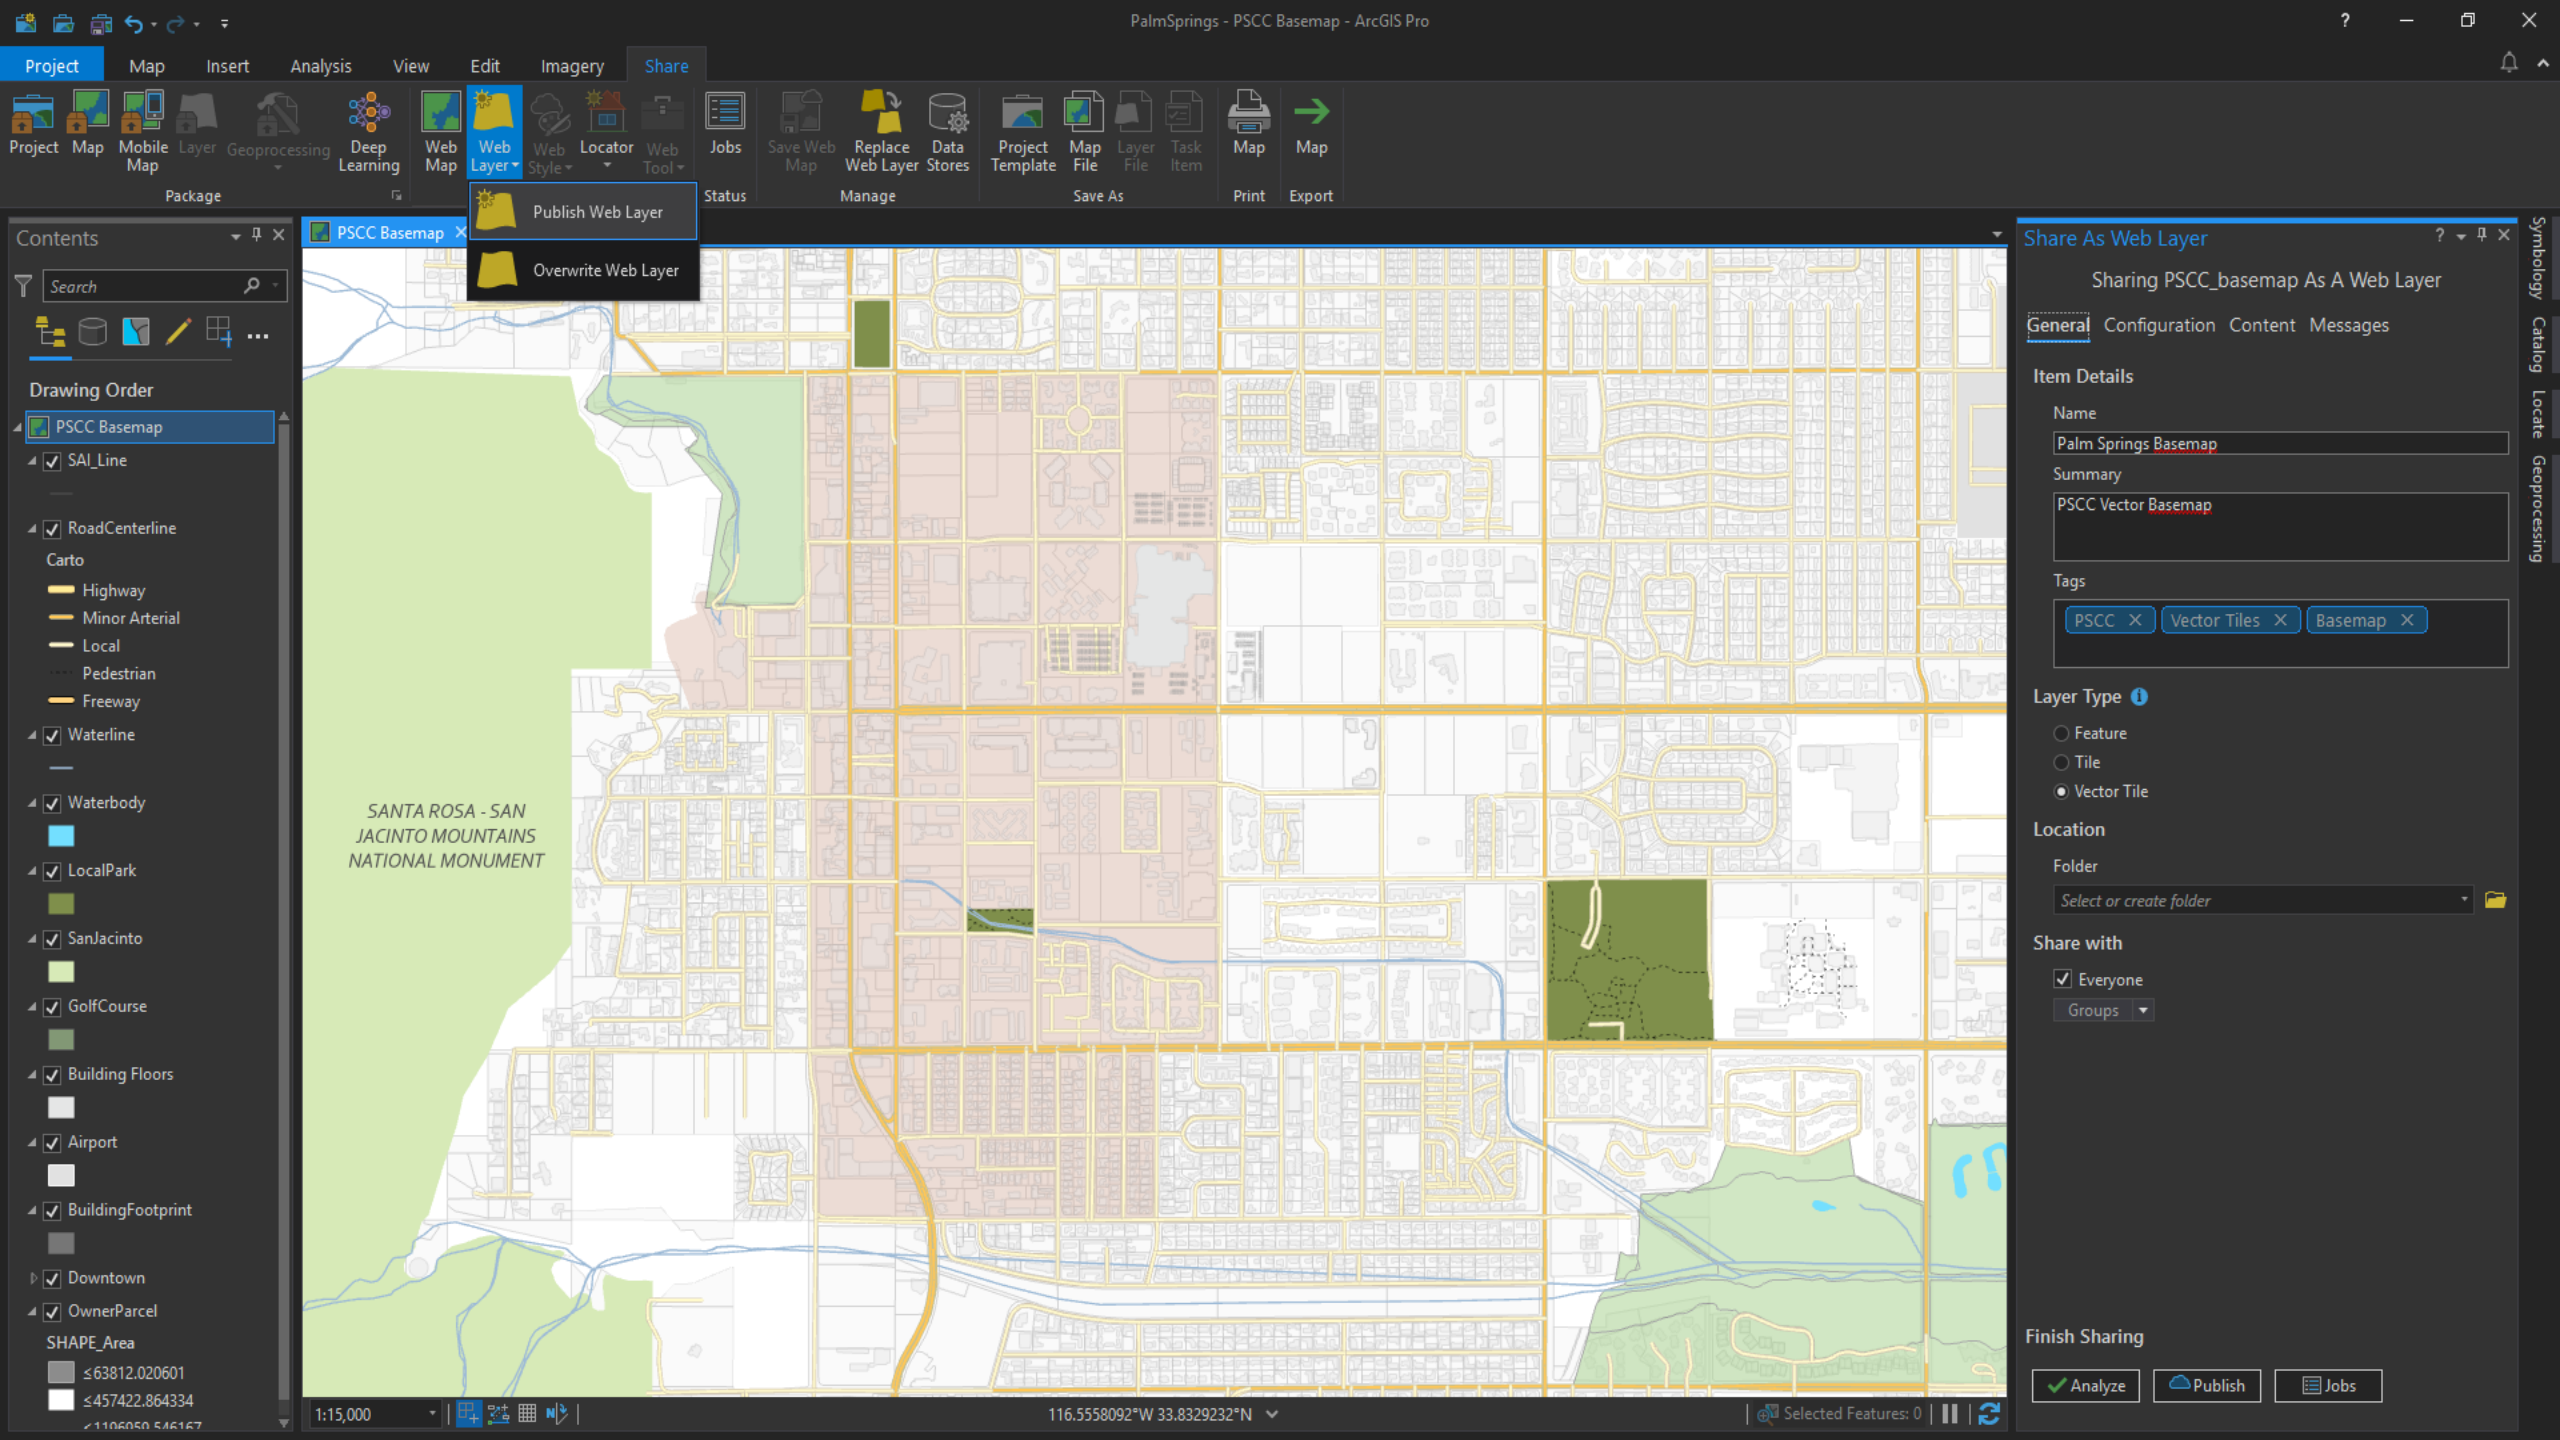 PalmSprings - PSCC Basemap - ArcGIS Pro
?
Project Map Insert Analysis View Edit Imagery Share
Project Map Mobile Map Layer Geoprocessing Deep Learning
Web Map Web Layer Web Style Locator Web Tool
Jobs
Save Web Map Replace Web Layer Data Stores
Project Template Map File Layer File Task Item
Map Map
Package Status Manage Save As Print Export
Publish Web Layer
Overwrite Web Layer
Contents
Search
Drawing Order
PSCC Basemap
SAI_Line
RoadCenterline
Carto
Highway
Minor Arterial
Local
Pedestrian
Freeway
Waterline
Waterbody
LocalPark
SanJacinto
GolfCourse
Building Floors
Airport
BuildingFootprint
Downtown
OwnerParcel
SHAPE_Area
≤63812.020601
≤457422.864334
≤1196959.546167
PSCC Basemap
SANTA ROSA - SAN
JACINTO MOUNTAINS
NATIONAL MONUMENT
1:15,000
116.5558092°W 33.8329232°N
Selected Features: 0
Share As Web Layer
?
Sharing PSCC_basemap As A Web Layer
General Configuration Content Messages
Item Details
Name
Palm Springs Basemap
Summary
PSCC Vector Basemap
Tags
PSCC Vector Tiles Basemap
Layer Type
Feature
Tile
Vector Tile
Location
Folder
Select or create folder
Share with
Everyone
Groups
Finish Sharing
Analyze Publish Jobs
Symbology
Catalog
Locate
Geoprocessing